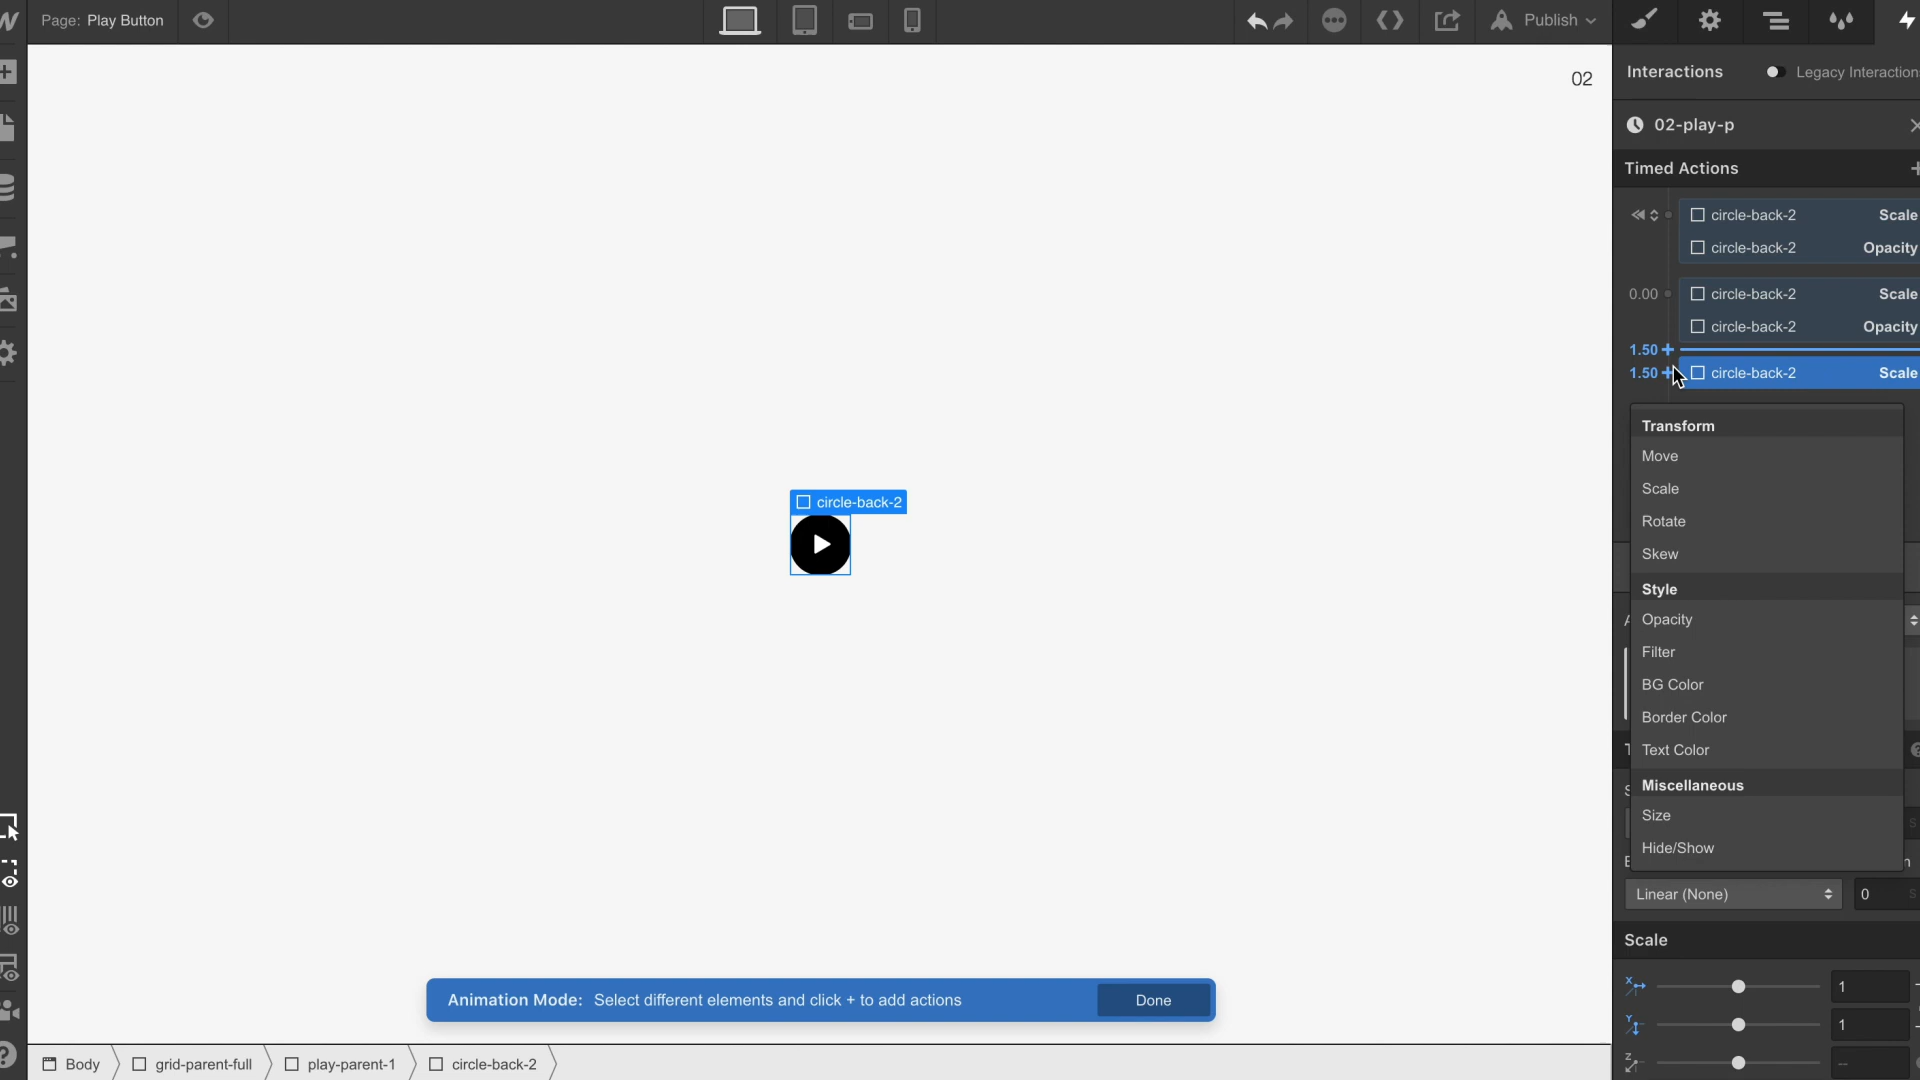 Page: Play Button
Publish
Interactions
Legacy Interaction
02
02-play-p
Timed Actions
circle-back-2 Scale
circle-back-2 Opacity
0.00 circle-back-2 Scale
circle-back-2 Opacity
1.50
1.50 circle-back-2 Scale
Transform
Move
Scale
Rotate
Skew
Style
Opacity
Filter
BG Color
Border Color
Text Color
Miscellaneous
Size
Hide/Show
circle-back-2
Linear (None) 0 S
Scale
X 1
Y 1
Z --
Animation Mode: Select different elements and click + to add actions Done
Body grid-parent-full play-parent-1 circle-back-2